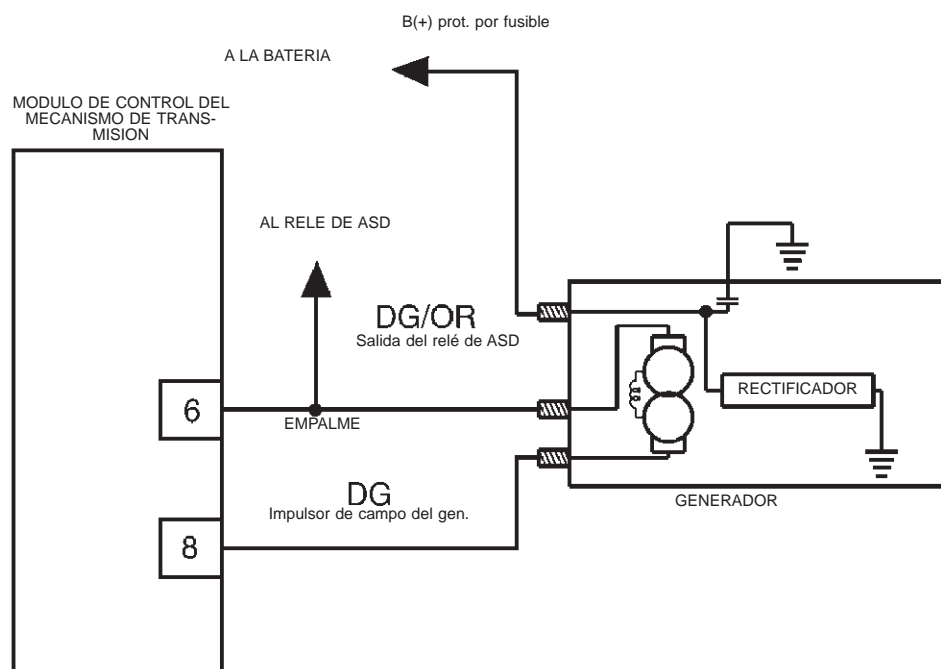 B(+) prot. por fusible
A LA BATERIA
MODULO DE CONTROL DEL
MECANISMO DE TRANS-
MISION
AL RELE DE ASD
DG/OR
Salida del relé de ASD
RECTIFICADOR
6
EMPALME
GENERADOR
DG
Impulsor de campo del gen.
8